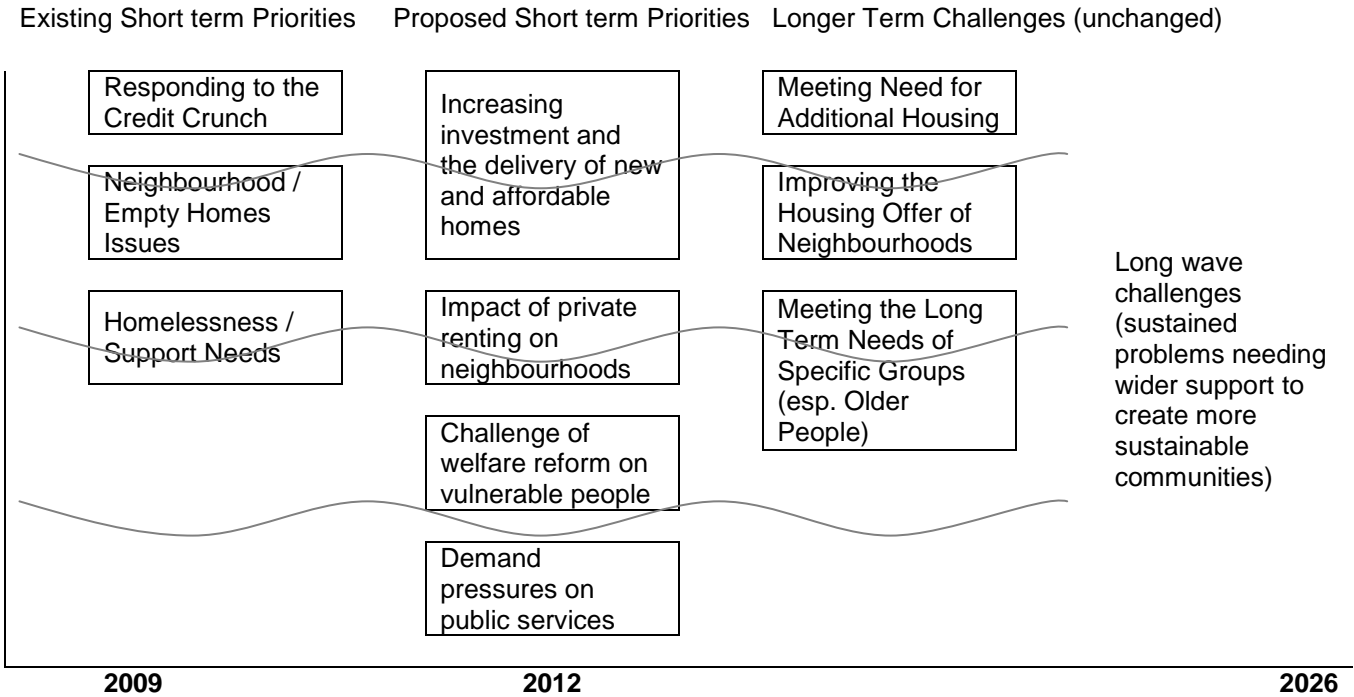 Existing Short term Priorities
Proposed Short term Priorities
Longer Term Challenges (unchanged)
Responding to the
Credit Crunch
Neighbourhood /
Empty Homes
Issues
Homelessness /
Support Needs
Increasing
investment and
the delivery of new
and affordable
homes
Impact of private
renting on
neighbourhoods
Challenge of
welfare reform on
vulnerable people
Demand
pressures on
public services
Meeting Need for
Additional Housing
Improving the
Housing Offer of
Neighbourhoods
Meeting the Long
Term Needs of
Specific Groups
(esp. Older
People)
Long wave
challenges
(sustained
problems needing
wider support to
create more
sustainable
communities)
2009
2012
2026